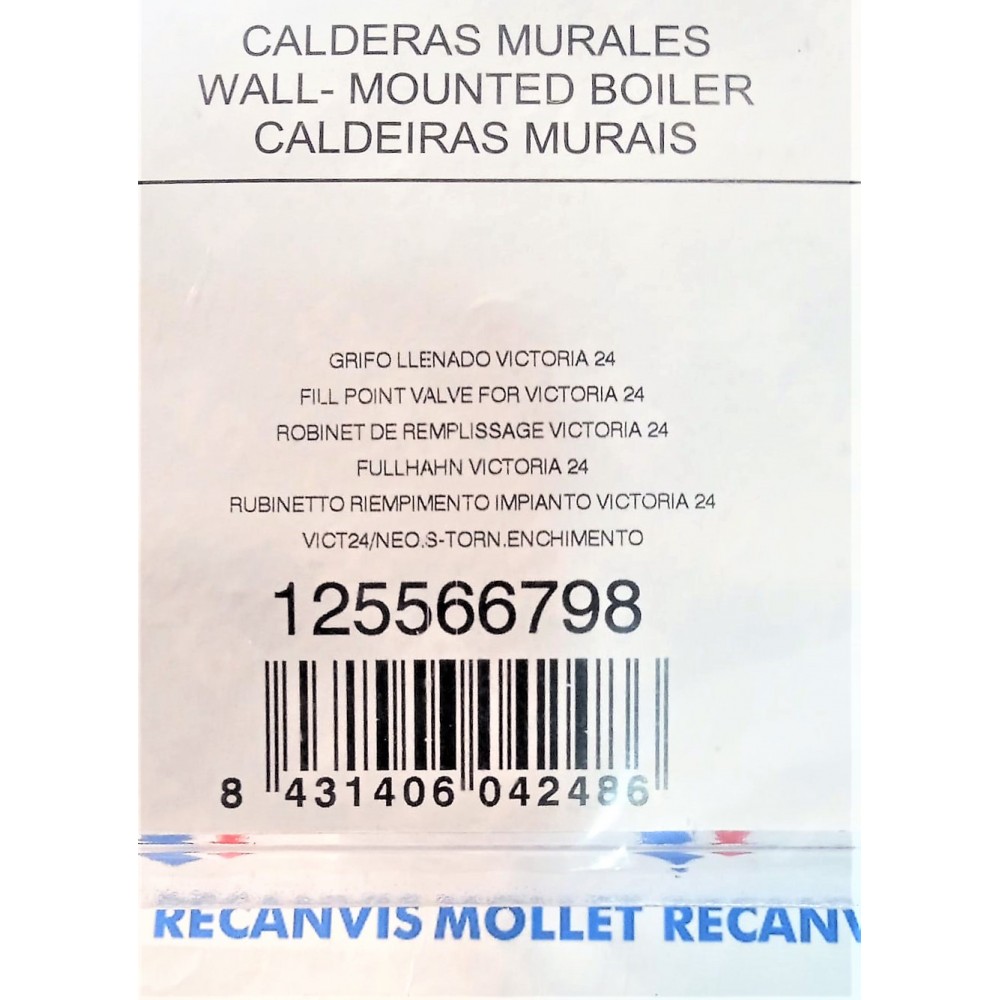 CALDERAS MURALES
WALL- MOUNTED BOILER
CALDEIRAS MURAIS
GRIFO LLENADO VICTORIA 24
FILL POINT VALVE FOR VICTORIA 24
ROBINET DE REMPLISSAGE VICTORIA 24
FULLHAHN VICTORIA 24
RUBINETTO RIEMPIMENTO IMPIANTO VICTORIA 24
VICT24/NEO.S-TORN.ENCHIMENTO
125566798
8 431406 042486
RECANVIS MOLLET RECANV